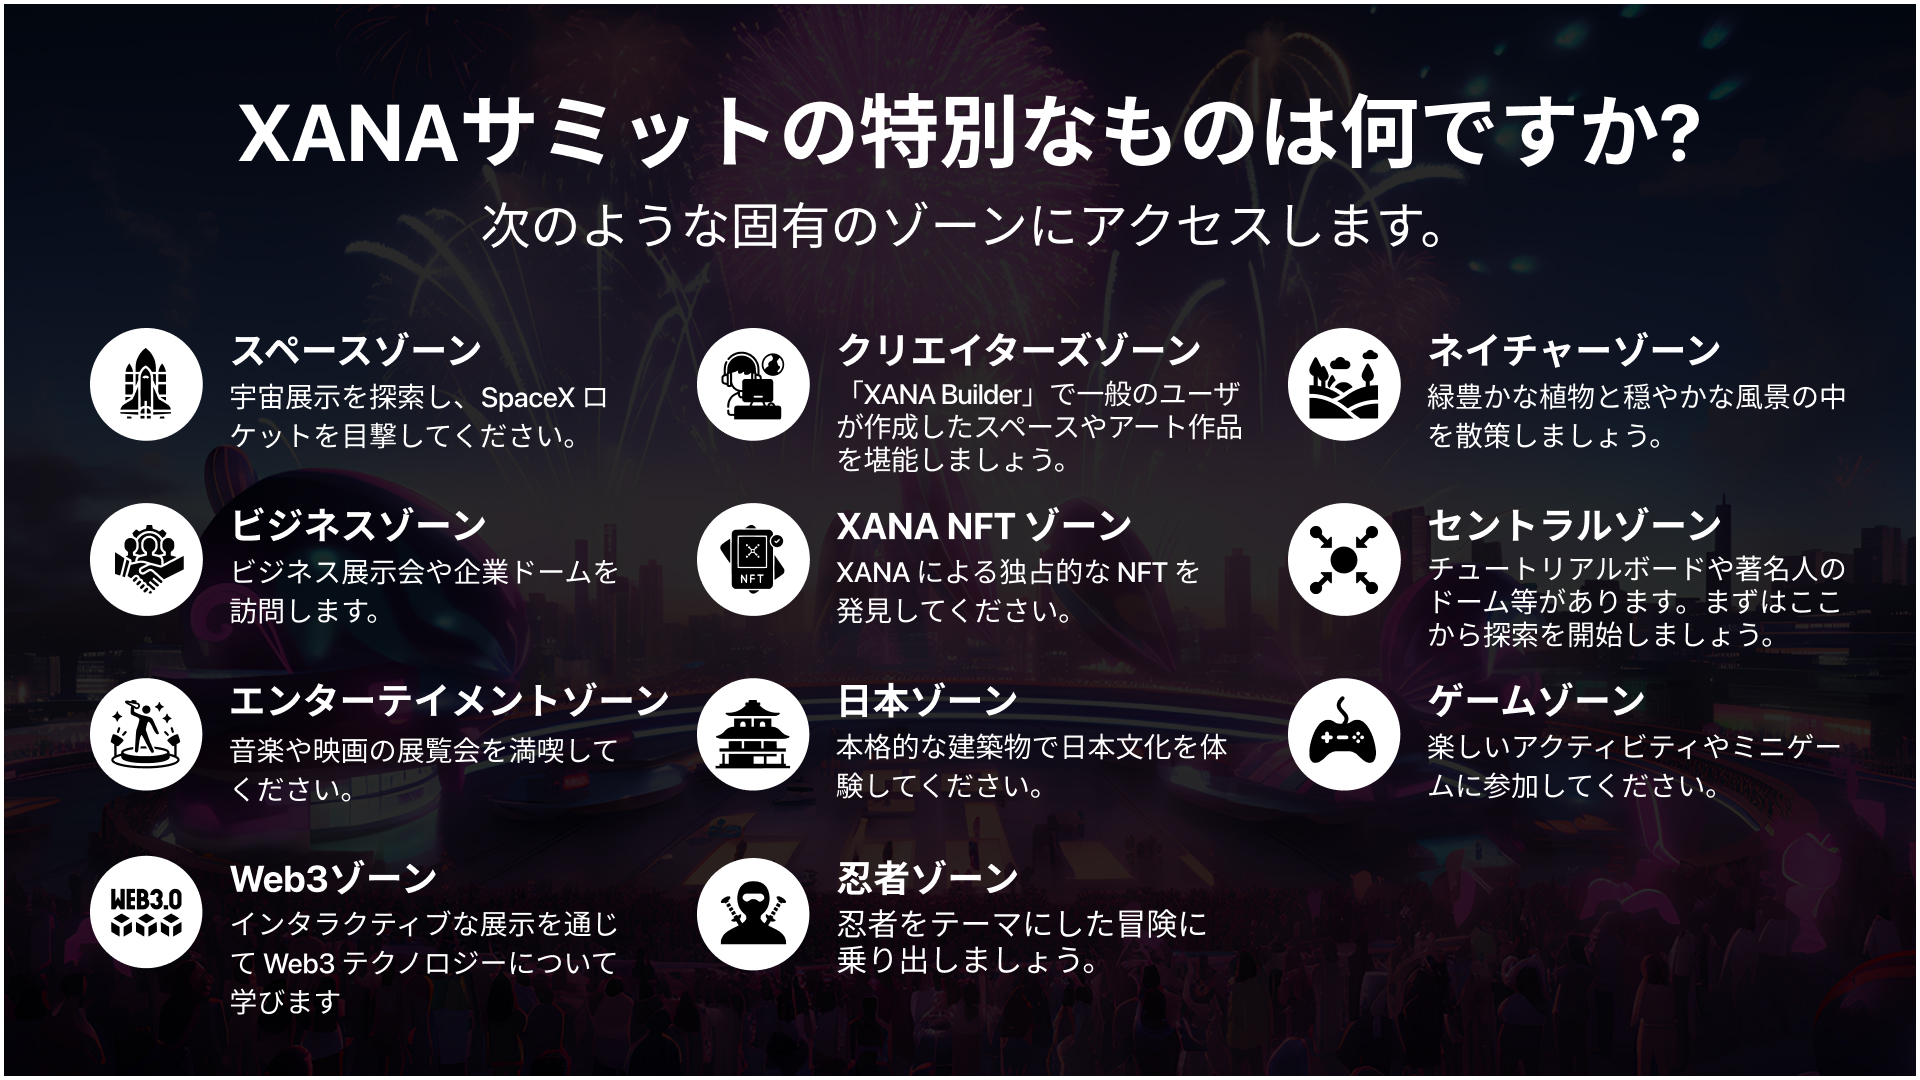 XANAサミットの特別なものは何ですか?
次のような固有のゾーンにアクセスします。
スペースゾーン
宇宙展示を探索し、SpaceX ロ
ケットを目撃してください。
クリエイターズゾーン
「XANA Builder」で一般のユーザ
が作成したスペースやアート作品
を堪能しましょう。
ネイチャーゾーン
緑豊かな植物と穏やかな風景の中
を散策しましょう。
ビジネスゾーン
ビジネス展示会や企業ドームを
訪問します。
NFT
XANA NFT ゾーン
XANA による独占的な NFT を
発見してください。
セントラルゾーン
チュートリアルボードや著名人の
ドーム等があります。まずはここ
から探索を開始しましょう。
エンターテイメントゾーン
音楽や映画の展覧会を満喫して
ください。
日本ゾーン
本格的な建築物で日本文化を体
験してください。
ゲームゾーン
楽しいアクティビティやミニゲー
ムに参加してください。
WEB3.0
Web3ゾーン
インタラクティブな展示を通じ
て Web3 テクノロジーについて
学びます
忍者ゾーン
忍者をテーマにした冒険に
乗り出しましょう。